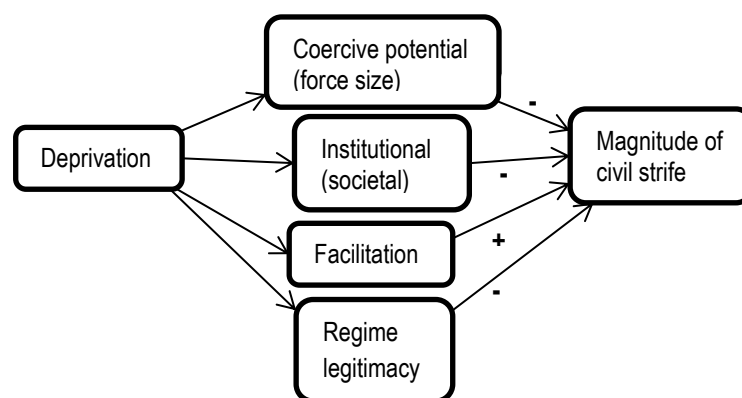 Coercive potential
(force size)
-
Deprivation
Institutional
(societal)
-
Magnitude of
civil strife
Facilitation
+
-
Regime
legitimacy